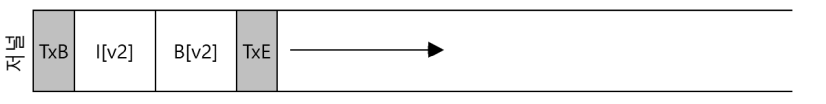 저널
TxB
I[v2]
B[v2]
TxE